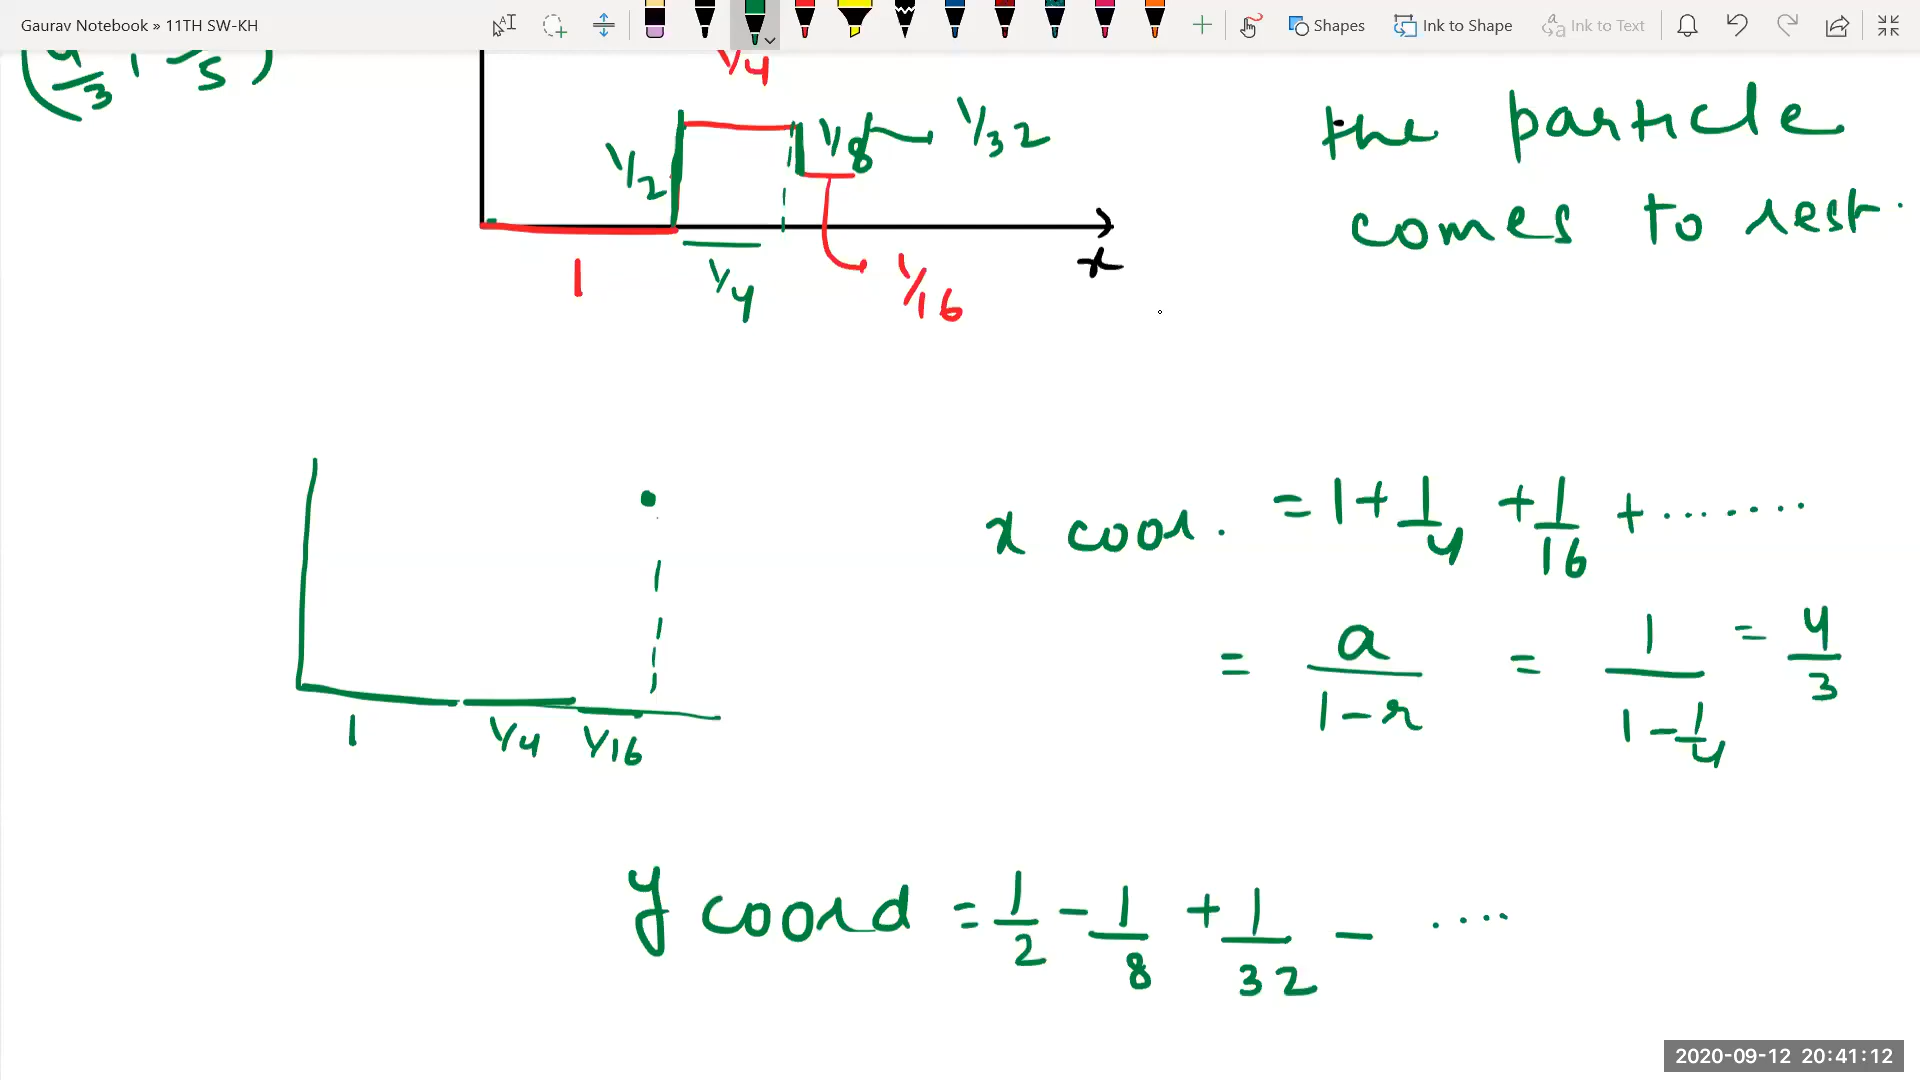 Gaurav Notebook » 11TH SW-KH
Shapes
Ink to Shape
Ink to Text
1/4
1/2
1/8
1/32
1
1/4
1/16
x
the particle
comes to rest.
1
1/4
1/16
x coor. = 1 + 1/4 + 1/16 + .......
= a/(1-r) = 1/(1-1/4) = 4/3
y coord = 1/2 - 1/8 + 1/32 - ....
2020-09-12 20:41:12